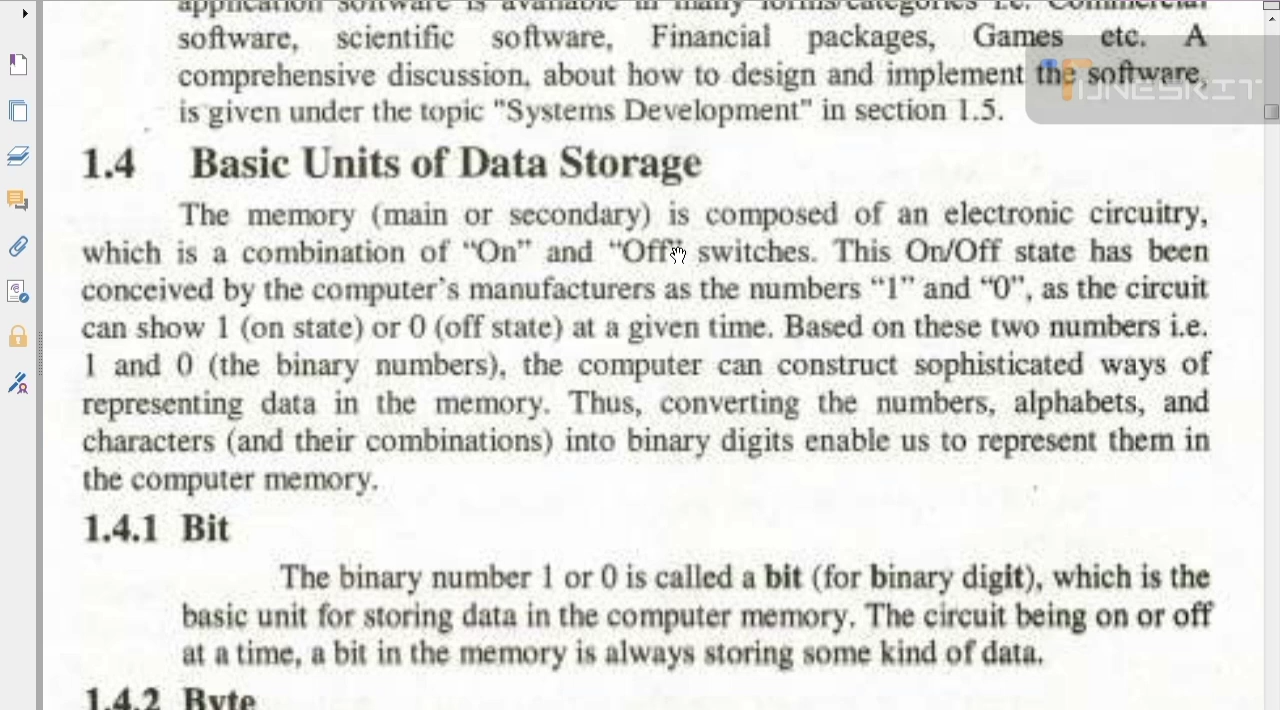 application software is available in many forms/categories i.e. Commercial
software, scientific software, Financial packages, Games etc. A
comprehensive discussion, about how to design and implement the software,
is given under the topic "Systems Development" in section 1.5.
1.4 Basic Units of Data Storage
The memory (main or secondary) is composed of an electronic circuitry,
which is a combination of “On” and “Off” switches. This On/Off state has been
conceived by the computer’s manufacturers as the numbers “1” and “0”, as the circuit
can show 1 (on state) or 0 (off state) at a given time. Based on these two numbers i.e.
1 and 0 (the binary numbers), the computer can construct sophisticated ways of
representing data in the memory. Thus, converting the numbers, alphabets, and
characters (and their combinations) into binary digits enable us to represent them in
the computer memory.
1.4.1 Bit
The binary number 1 or 0 is called a bit (for binary digit), which is the
basic unit for storing data in the computer memory. The circuit being on or off
at a time, a bit in the memory is always storing some kind of data.
1.4.2 Byte